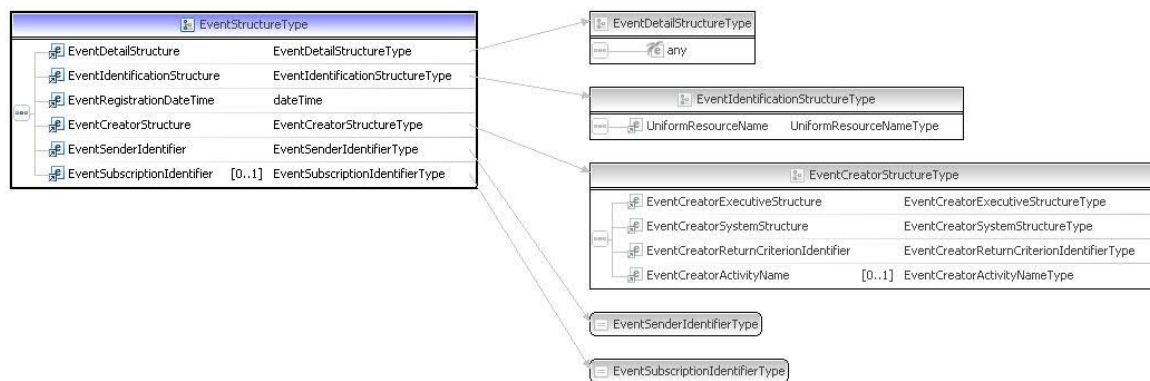 EventStructureType
EventDetailStructure EventDetailStructureType
EventIdentificationStructure EventIdentificationStructureType
EventRegistrationDateTime dateTime
EventCreatorStructure EventCreatorStructureType
EventSenderIdentifier EventSenderIdentifierType
EventSubscriptionIdentifier [0..1] EventSubscriptionIdentifierType
EventDetailStructureType
any
EventIdentificationStructureType
UniformResourceName UniformResourceNameType
EventCreatorStructureType
EventCreatorExecutiveStructure EventCreatorExecutiveStructureType
EventCreatorSystemStructure EventCreatorSystemStructureType
EventCreatorReturnCriterionIdentifier EventCreatorReturnCriterionIdentifierType
EventCreatorActivityName [0..1] EventCreatorActivityNameType
EventSenderIdentifierType
EventSubscriptionIdentifierType